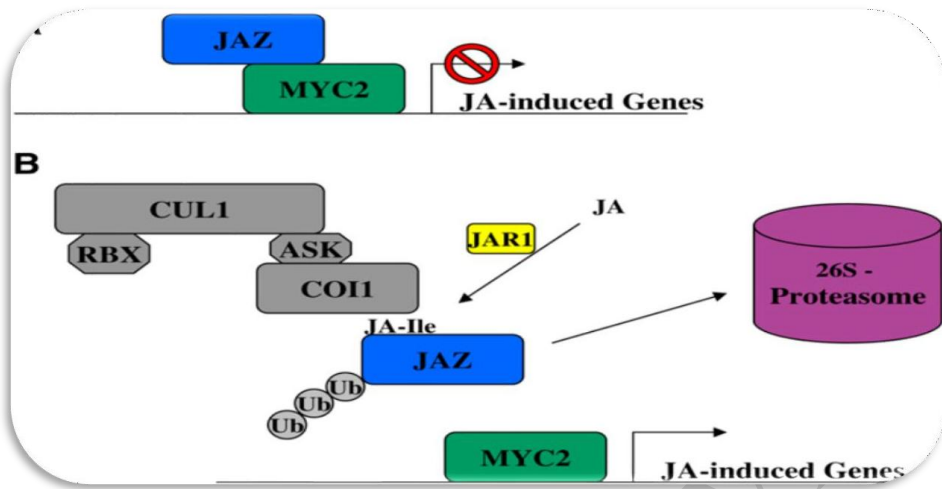 JAZ
MYC2
JA-induced Genes
B
CUL1
JA
RBX
ASK
JAR1
COI1
26S -
Proteasome
JA-Ile
JAZ
Ub
Ub
Ub
MYC2
JA-induced Genes